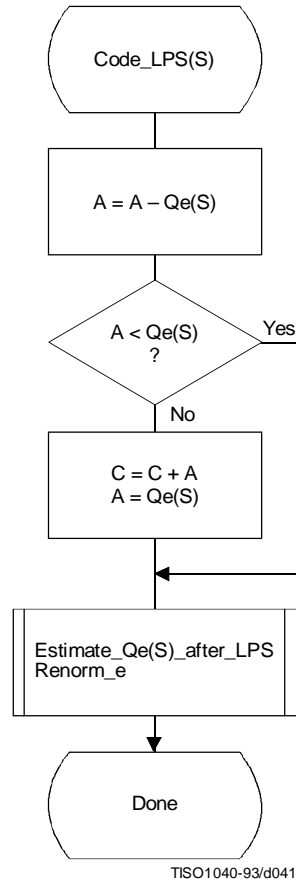 Code_LPS(S)
A = A – Qe(S)
A < Qe(S)
?
Yes
No
C = C + A
A = Qe(S)
Estimate_Qe(S)_after_LPS
Renorm_e
Done
TISO1040-93/d041